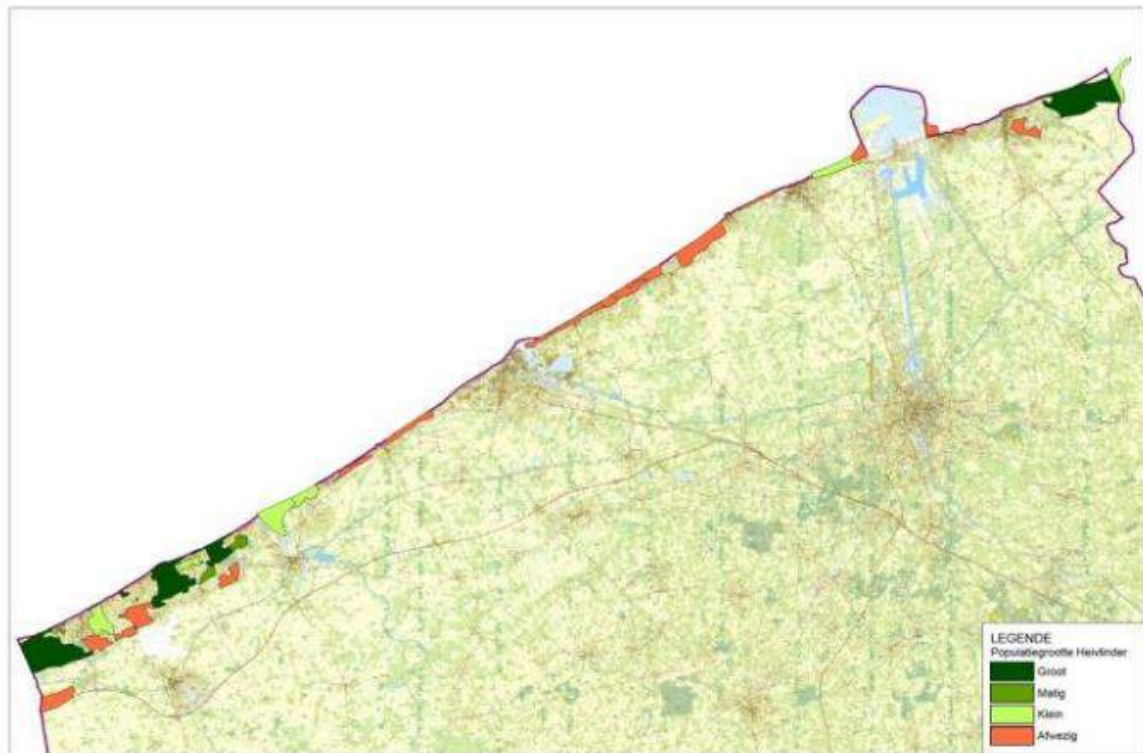 LEGENDE
Populatiegrootte Heivlinder
Groot
Matig
Klein
Afwezig